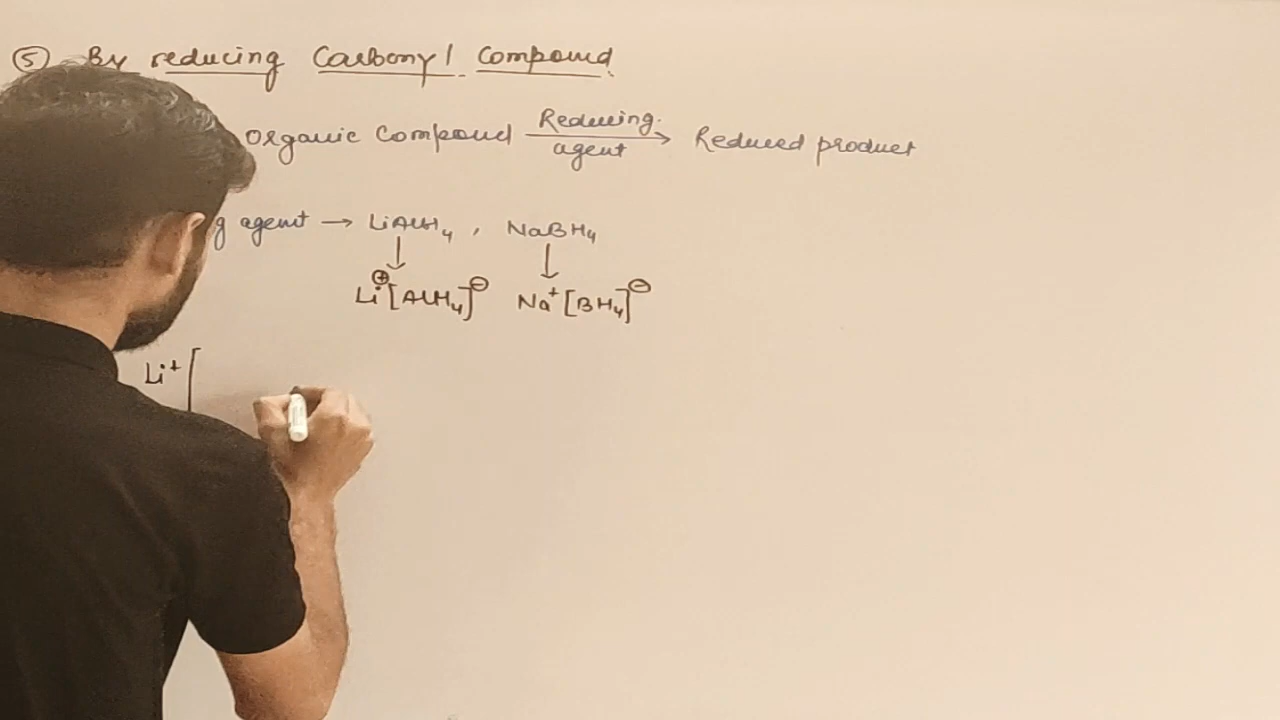 ⑤ By reducing Carbonyl Compound
Organic Compound Reducing agent → Reduced product
g agent → LiAlH4 , NaBH4
↓ ↓
Li⊕[AlH4]⊖ Na+[BH4]⊖
Li+[